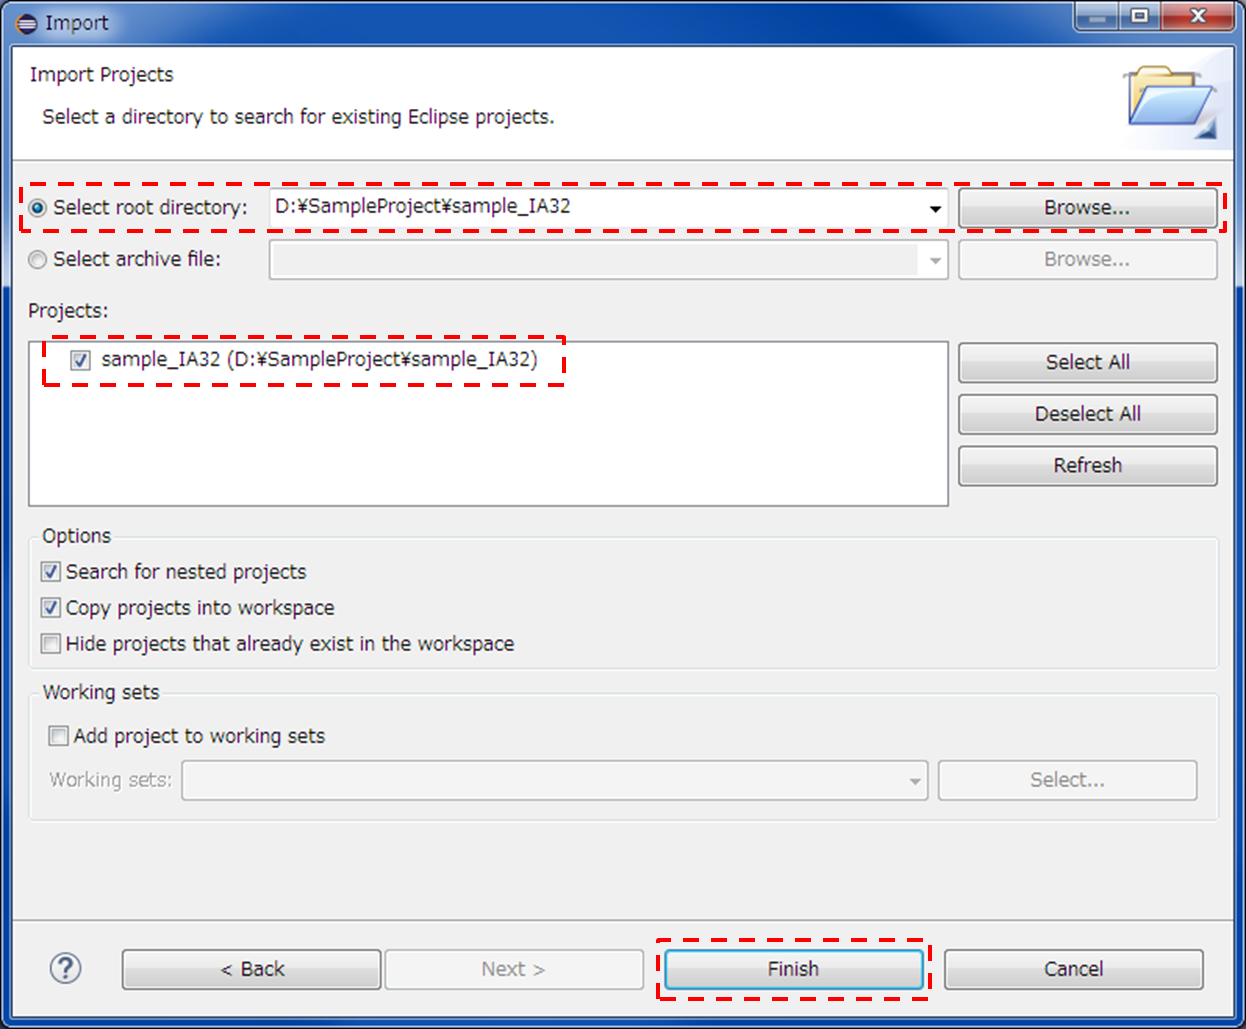 Import
Import Projects
Select a directory to search for existing Eclipse projects.
Select root directory: D:¥SampleProject¥sample_IA32 Browse...
Select archive file: Browse...
Projects:
sample_IA32 (D:¥SampleProject¥sample_IA32)
Select All
Deselect All
Refresh
Options
Search for nested projects
Copy projects into workspace
Hide projects that already exist in the workspace
Working sets
Add project to working sets
Working sets: Select...
? < Back Next > Finish Cancel